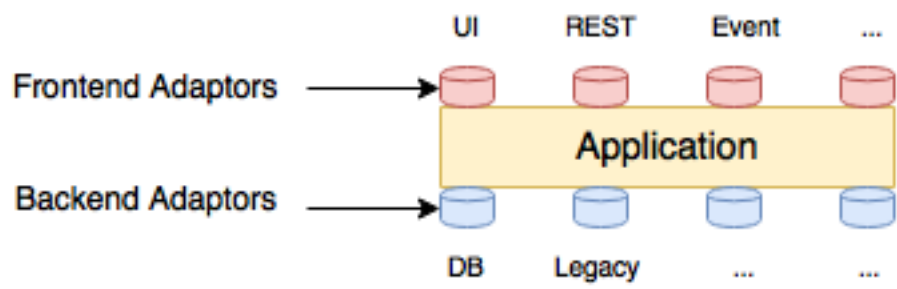 UI REST Event ...
Frontend Adaptors
Application
Backend Adaptors
DB Legacy ... ...